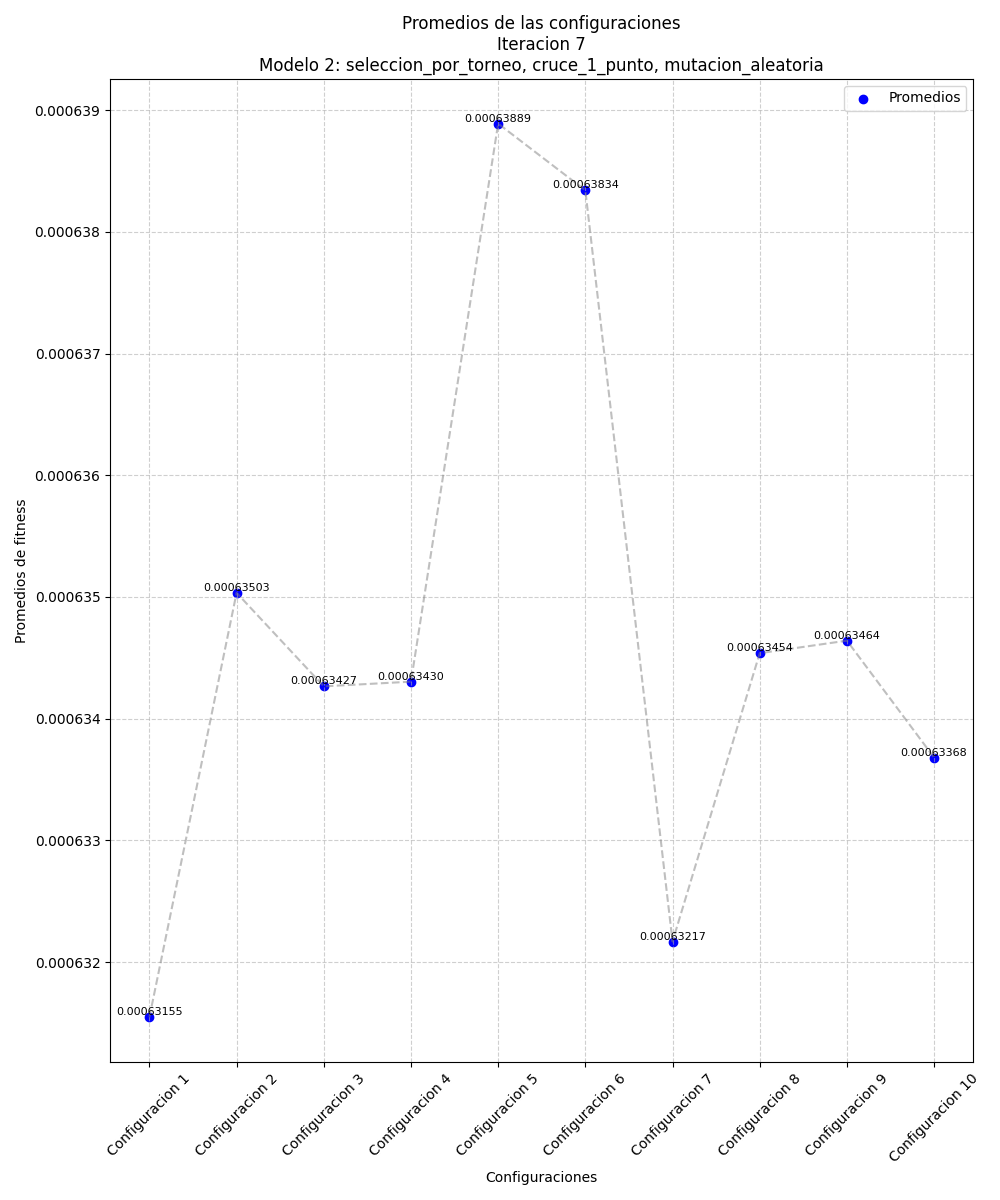 Promedios de las configuraciones
Iteracion 7
Modelo 2: seleccion_por_torneo, cruce_1_punto, mutacion_aleatoria
Promedios
0.000639
0.000638
0.000637
0.000636
0.000635
0.000634
0.000633
0.000632
Promedios de fitness
0.00063155
0.00063503
0.00063427
0.00063430
0.00063889
0.00063834
0.00063217
0.00063454
0.00063464
0.00063368
Configuracion 1
Configuracion 2
Configuracion 3
Configuracion 4
Configuracion 5
Configuracion 6
Configuracion 7
Configuracion 8
Configuracion 9
Configuracion 10
Configuraciones